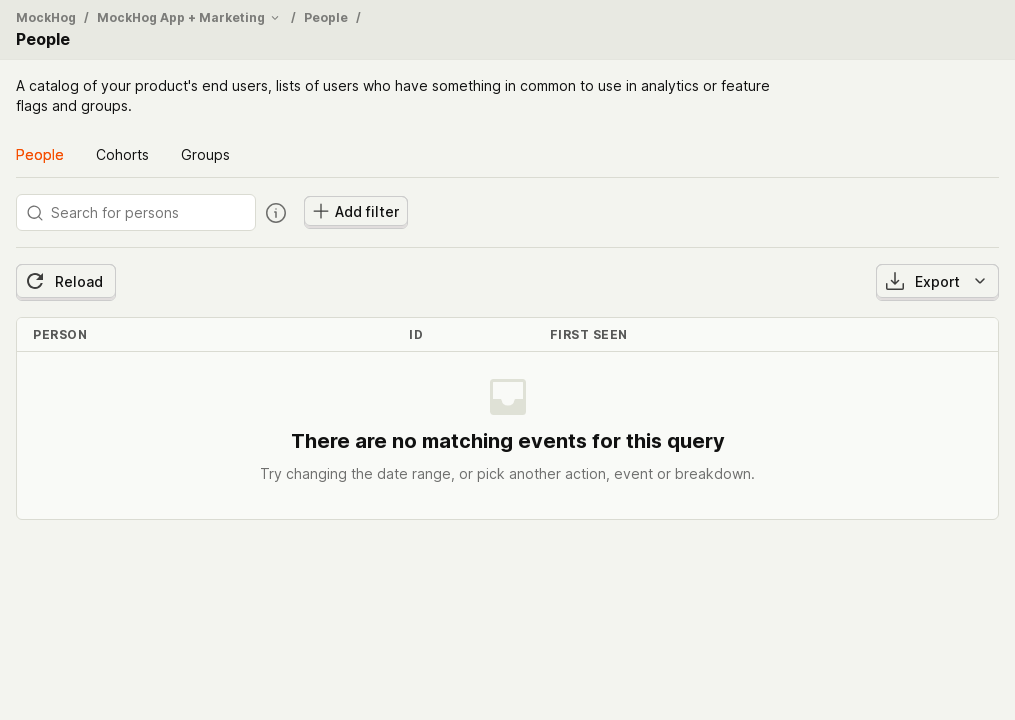 MockHog / MockHog App + Marketing / People /
People
A catalog of your product's end users, lists of users who have something in common to use in analytics or feature
flags and groups.
People Cohorts Groups
Search for persons Add filter
Reload Export
PERSON ID FIRST SEEN
There are no matching events for this query
Try changing the date range, or pick another action, event or breakdown.